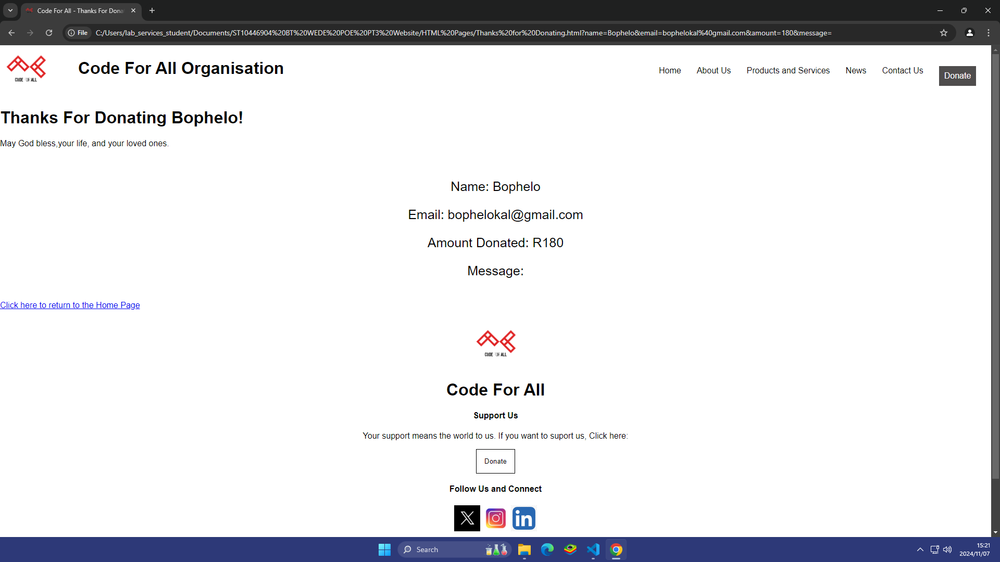 Code For All - Thanks For Dona
File
C:/Users/lab_services_student/Documents/ST10446904%20BT%20WEDE%20POE%20PT3%20Website/HTML%20Pages/Thanks%20for%20Donating.html?name=Bophelo&email=bophelokal%40gmail.com&amount=180&message=
CODE FOR ALL
Code For All Organisation
Home
About Us
Products and Services
News
Contact Us
Donate
Thanks For Donating Bophelo!
May God bless,your life, and your loved ones.
Name: Bophelo
Email: bophelokal@gmail.com
Amount Donated: R180
Message:
Click here to return to the Home Page
CODE FOR ALL
Code For All
Support Us
Your support means the world to us. If you want to suport us, Click here:
Donate
Follow Us and Connect
X
in
Search
15:21
2024/11/07